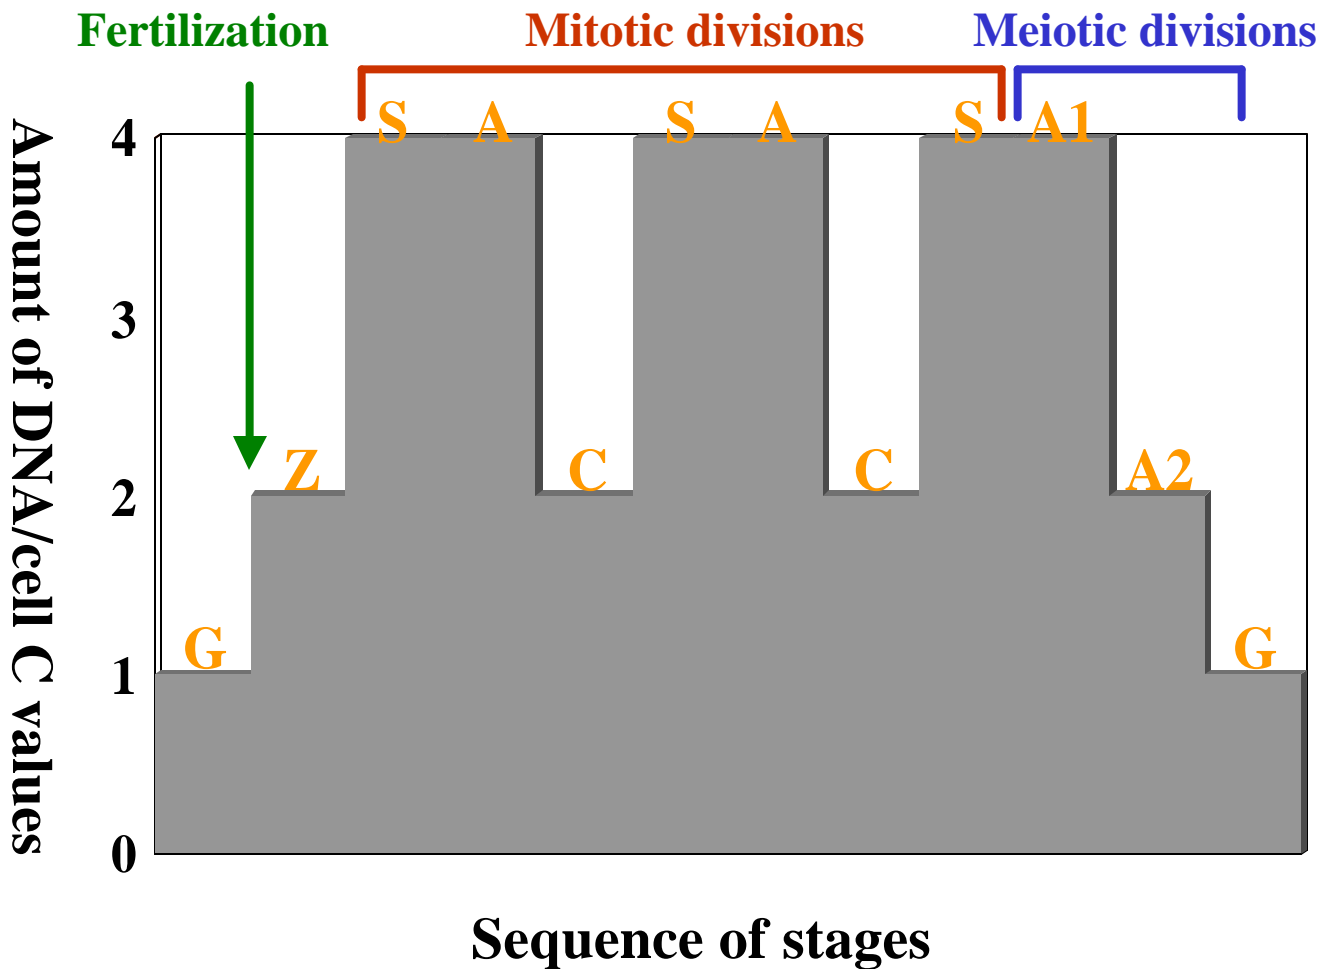 Fertilization
Mitotic divisions
Meiotic divisions
S A S A S A1
4
3
Z C C A2
2
G G
1
0
Amount of DNA/cell C values
Sequence of stages